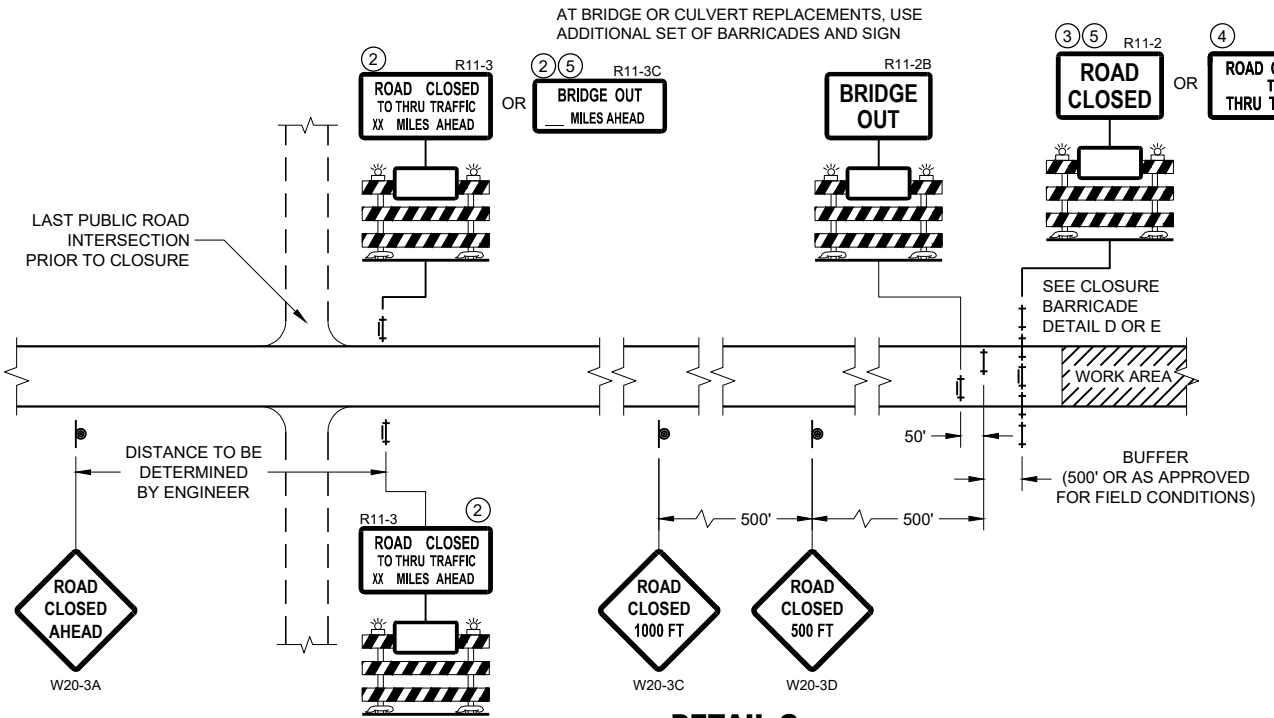 AT BRIDGE OR CULVERT REPLACEMENTS, USE
ADDITIONAL SET OF BARRICADES AND SIGN
2
R11-3
ROAD CLOSED
TO THRU TRAFFIC
XX MILES AHEAD
OR
2 5
R11-3C
BRIDGE OUT
___ MILES AHEAD
R11-2B
BRIDGE
OUT
3 5
R11-2
ROAD
CLOSED
OR
4
ROAD
THRU
LAST PUBLIC ROAD
INTERSECTION
PRIOR TO CLOSURE
SEE CLOSURE
BARRICADE
DETAIL D OR E
WORK AREA
DISTANCE TO BE
DETERMINED
BY ENGINEER
50'
BUFFER
(500' OR AS APPROVED
FOR FIELD CONDITIONS)
500'
500'
R11-3
2
ROAD CLOSED
TO THRU TRAFFIC
XX MILES AHEAD
ROAD
CLOSED
AHEAD
W20-3A
ROAD
CLOSED
1000 FT
W20-3C
ROAD
CLOSED
500 FT
W20-3D